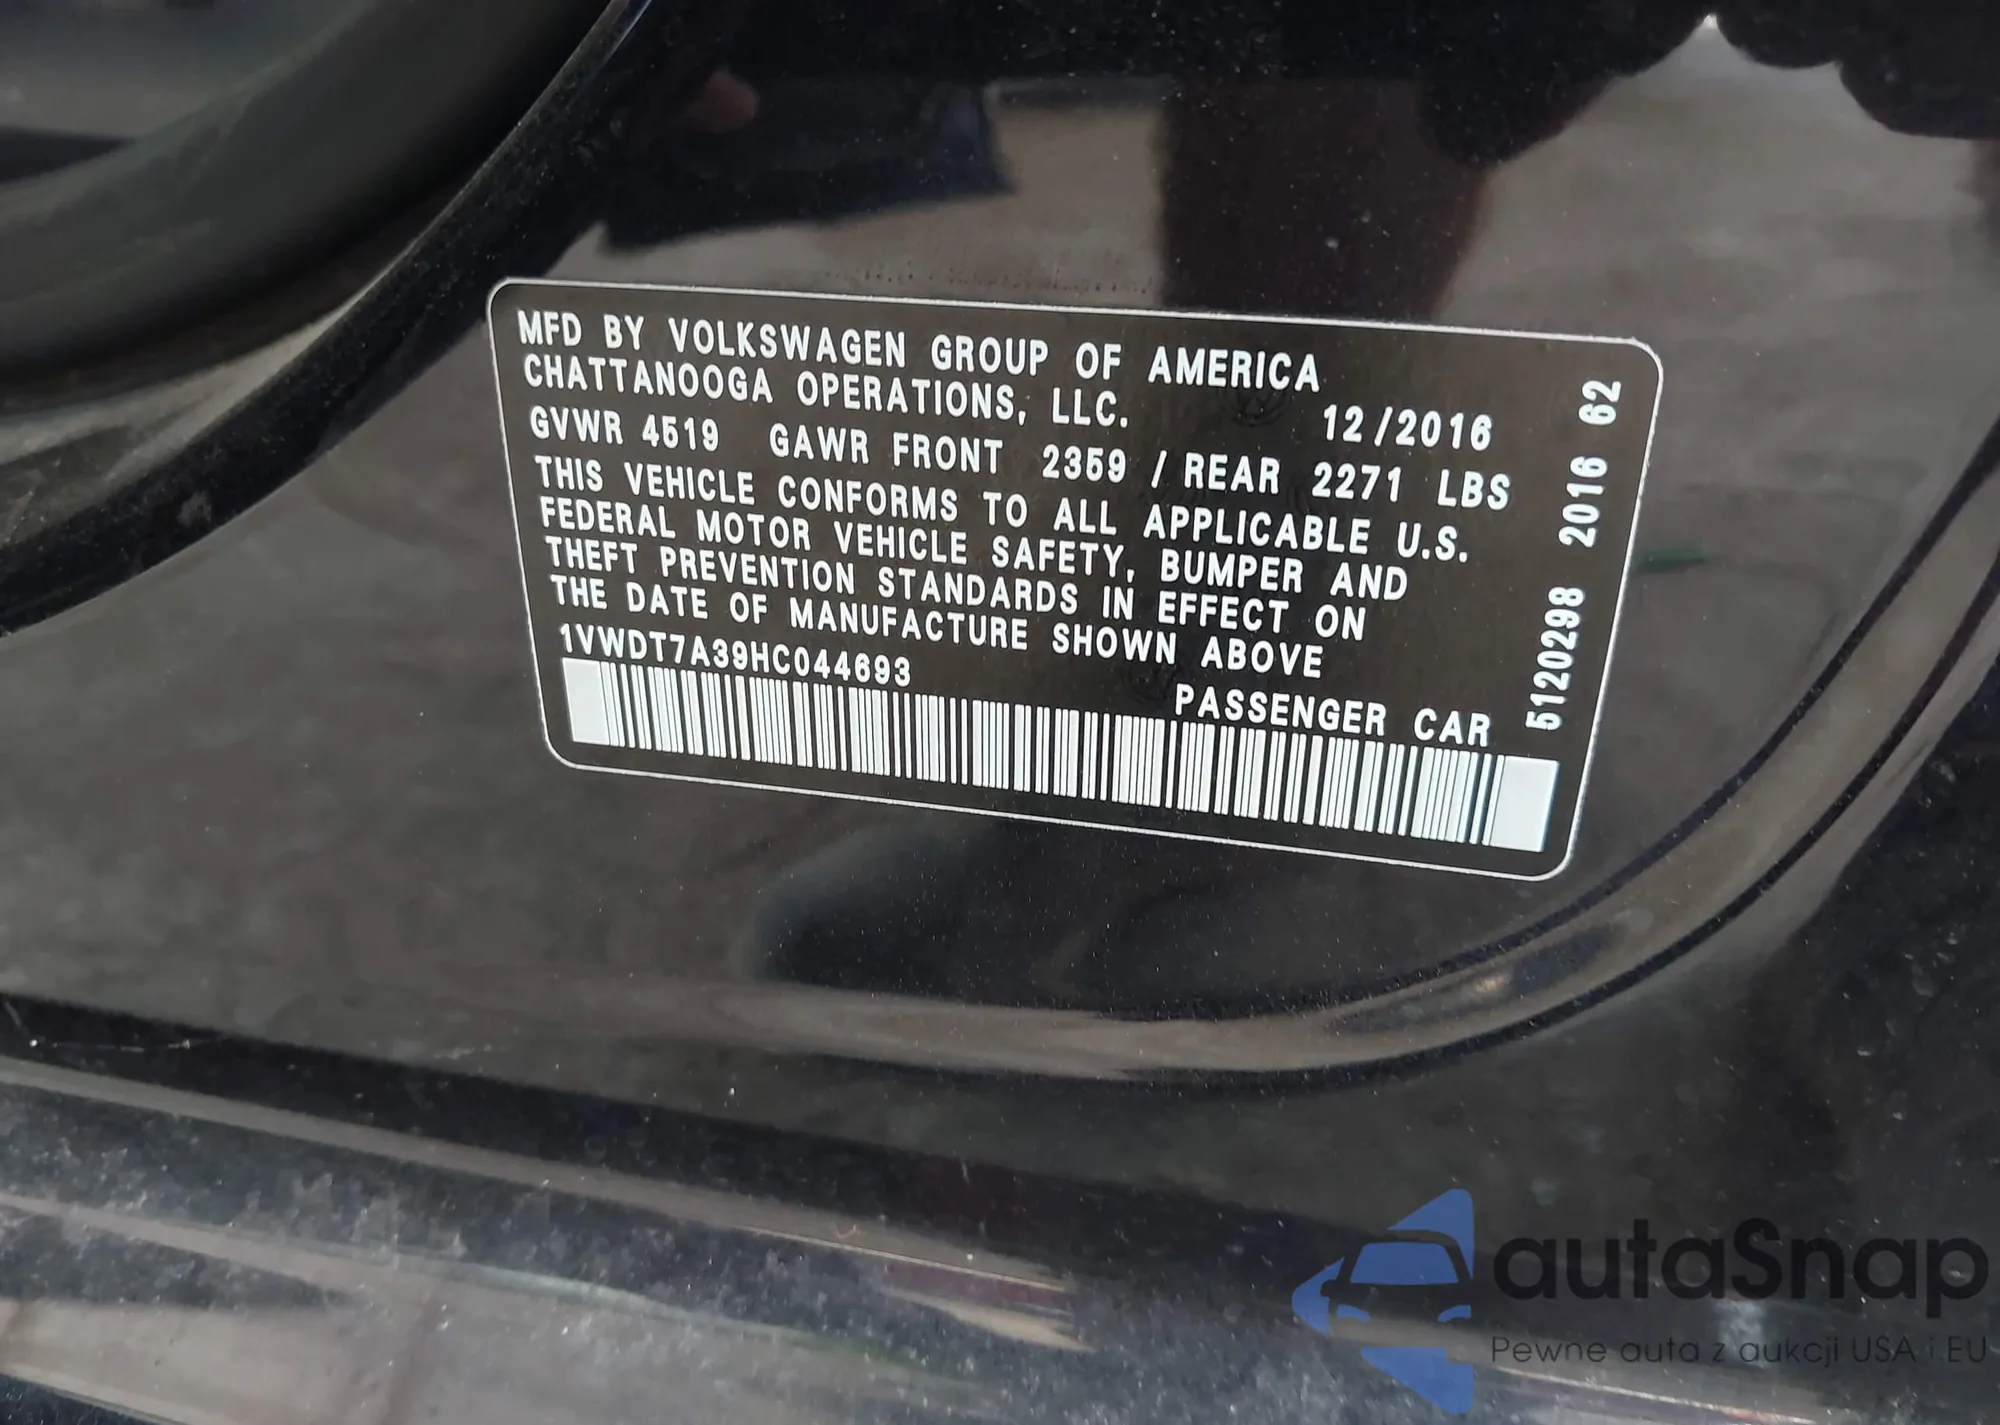 MFD BY VOLKSWAGEN GROUP OF AMERICA
CHATTANOOGA OPERATIONS, LLC. 12/2016
GVWR 4519 GAWR FRONT 2359 / REAR 2271 LBS
THIS VEHICLE CONFORMS TO ALL APPLICABLE U.S.
FEDERAL MOTOR VEHICLE SAFETY, BUMPER AND
THEFT PREVENTION STANDARDS IN EFFECT ON
THE DATE OF MANUFACTURE SHOWN ABOVE
1VWDT7A39HC044693
PASSENGER CAR
5120298 2016 62
autaSnap
Pewne auta z aukcji USA i EU